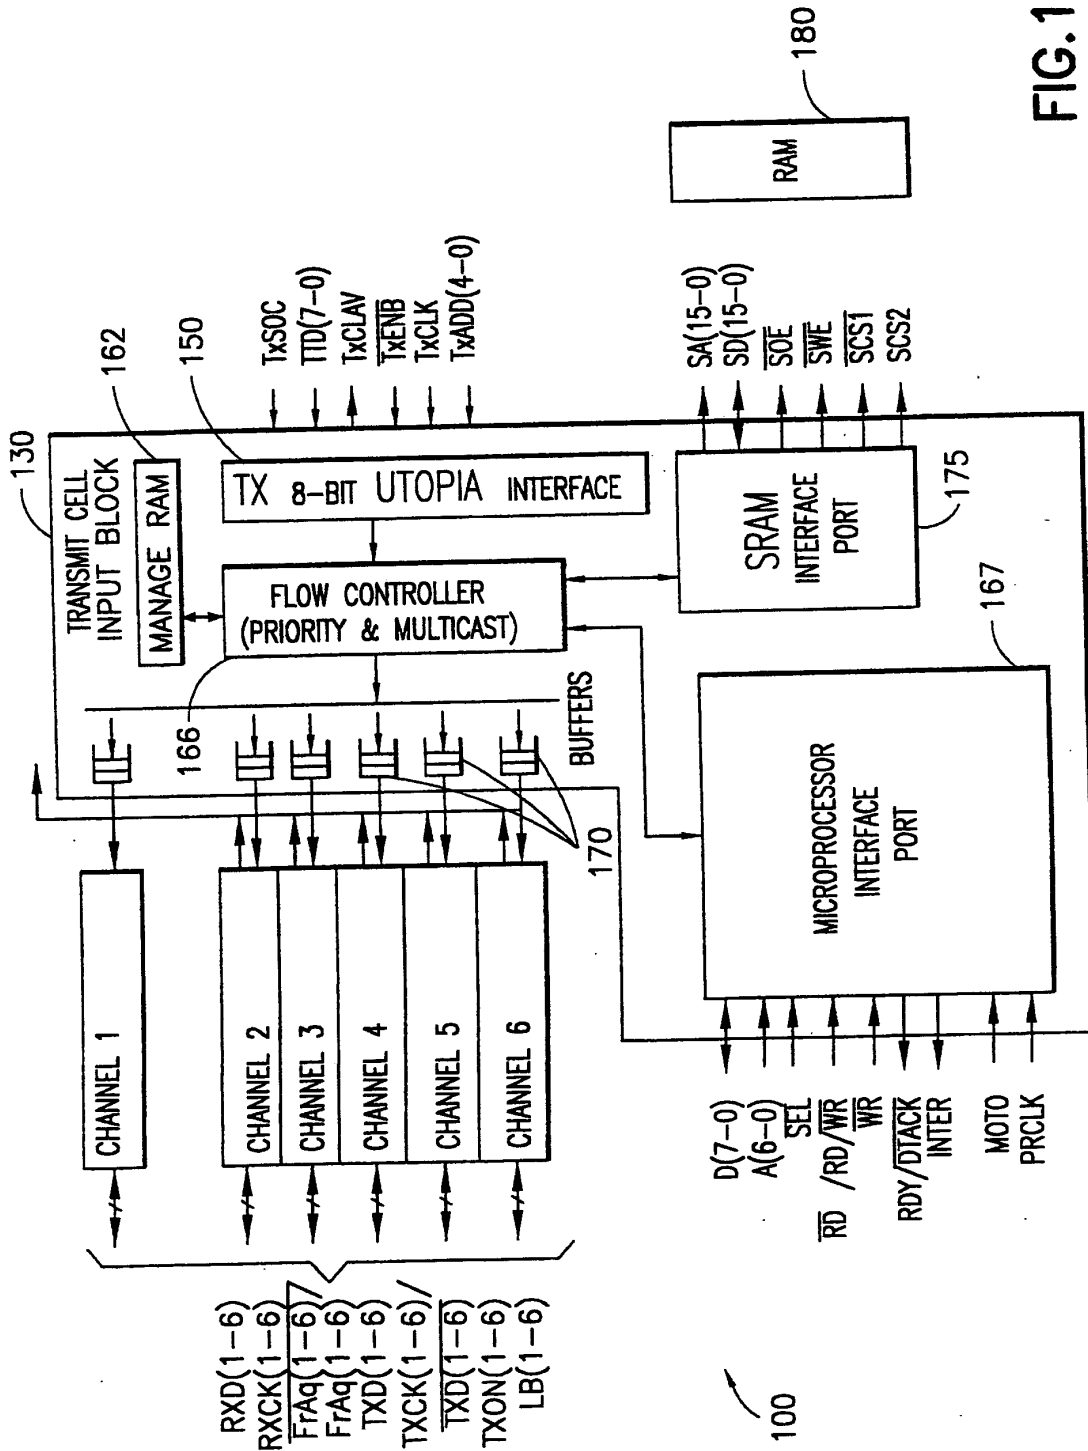 RXD(1-6)
RXCK(1-6)
FrAq(1-6)/
FrAq(1-6)
TXD(1-6)
TXCK(1-6)/
TXD(1-6)
TXON(1-6)
LB(1-6)
100
CHANNEL 1
CHANNEL 2
CHANNEL 3
CHANNEL 4
CHANNEL 5
CHANNEL 6
170
BUFFERS
166
130
TRANSMIT CELL
INPUT BLOCK
MANAGE RAM
162
FLOW CONTROLLER
(PRIORITY & MULTICAST)
TX 8-BIT UTOPIA INTERFACE
150
TxSOC
TTD(7-0)
TxCLAV
TxENB
TxCLK
TxADD(4-0)
D(7-0)
A(6-0)
SEL
RD /RD/WR
WR
RDY/DTACK
INTER
MOTO
PRCLK
MICROPROCESSOR
INTERFACE
PORT
167
SRAM
INTERFACE
PORT
175
SA(15-0)
SD(15-0)
SOE
SWE
SCS1
SCS2
RAM
180
FIG.1